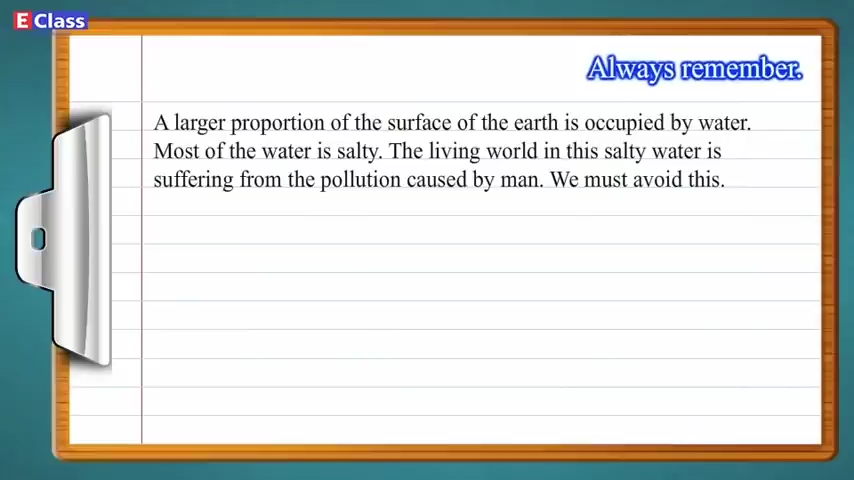 E Class
Always remember.
A larger proportion of the surface of the earth is occupied by water.
Most of the water is salty. The living world in this salty water is
suffering from the pollution caused by man. We must avoid this.